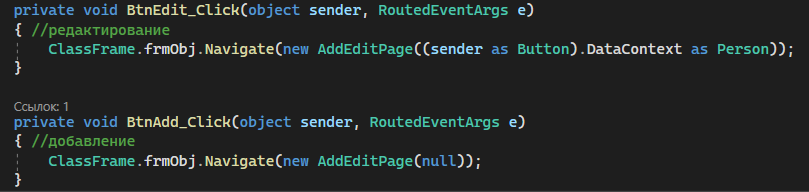 private void BtnEdit_Click(object sender, RoutedEventArgs e)
{ //редактирование
ClassFrame.frmObj.Navigate(new AddEditPage((sender as Button).DataContext as Person));
}
Ссылок: 1
private void BtnAdd_Click(object sender, RoutedEventArgs e)
{ //добавление
ClassFrame.frmObj.Navigate(new AddEditPage(null));
}